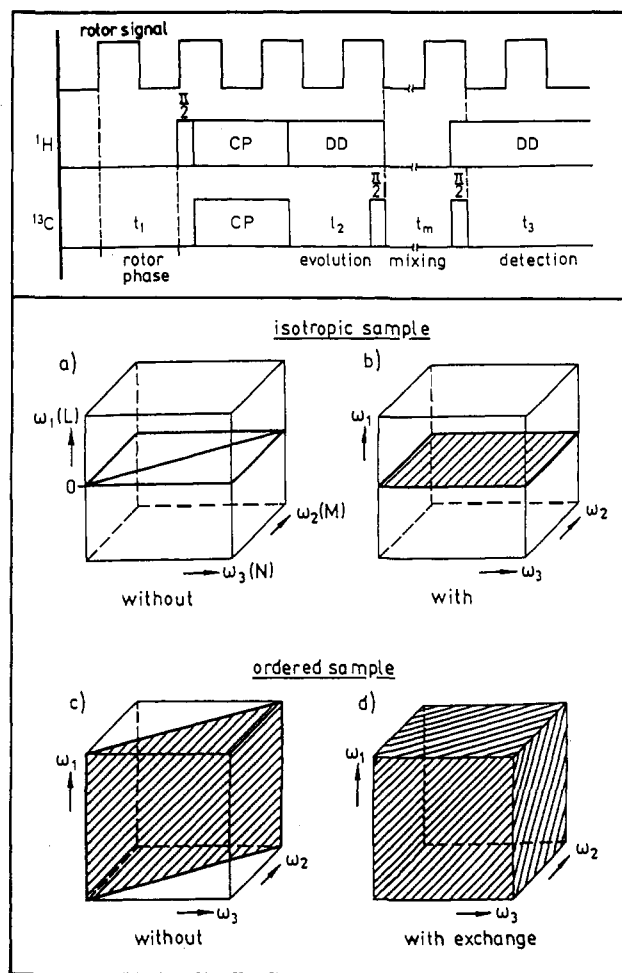 rotor signal
π/2
¹H CP DD DD
π/2 π/2
¹³C t₁ CP t₂ tₘ t₃
rotor phase evolution mixing detection
isotropic sample
a) b)
ω₁(L) ω₁
0
ω₂(M) ω₂
ω₃(N) ω₃
without with
ordered sample
c) d)
ω₁ ω₁
ω₂ ω₂
ω₃ ω₃
without with exchange